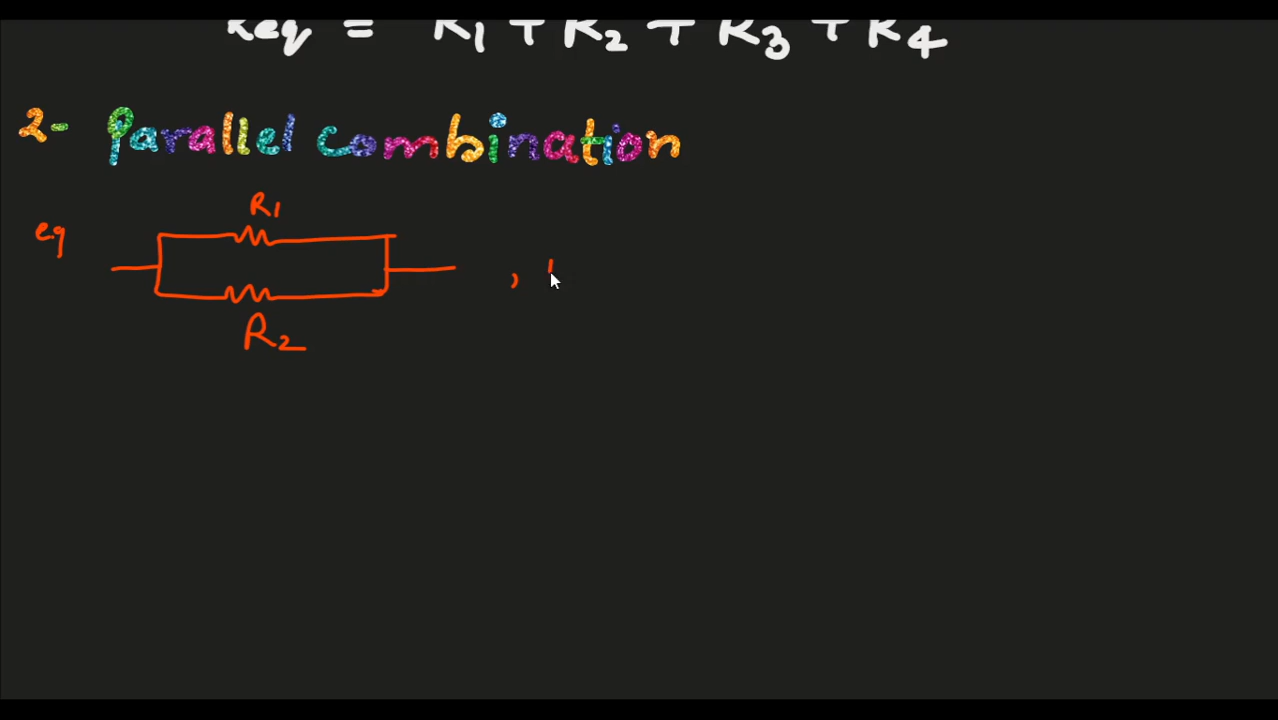 Req = R1 + R2 + R3 + R4
2- Parallel combination
R1
eg
,
R2